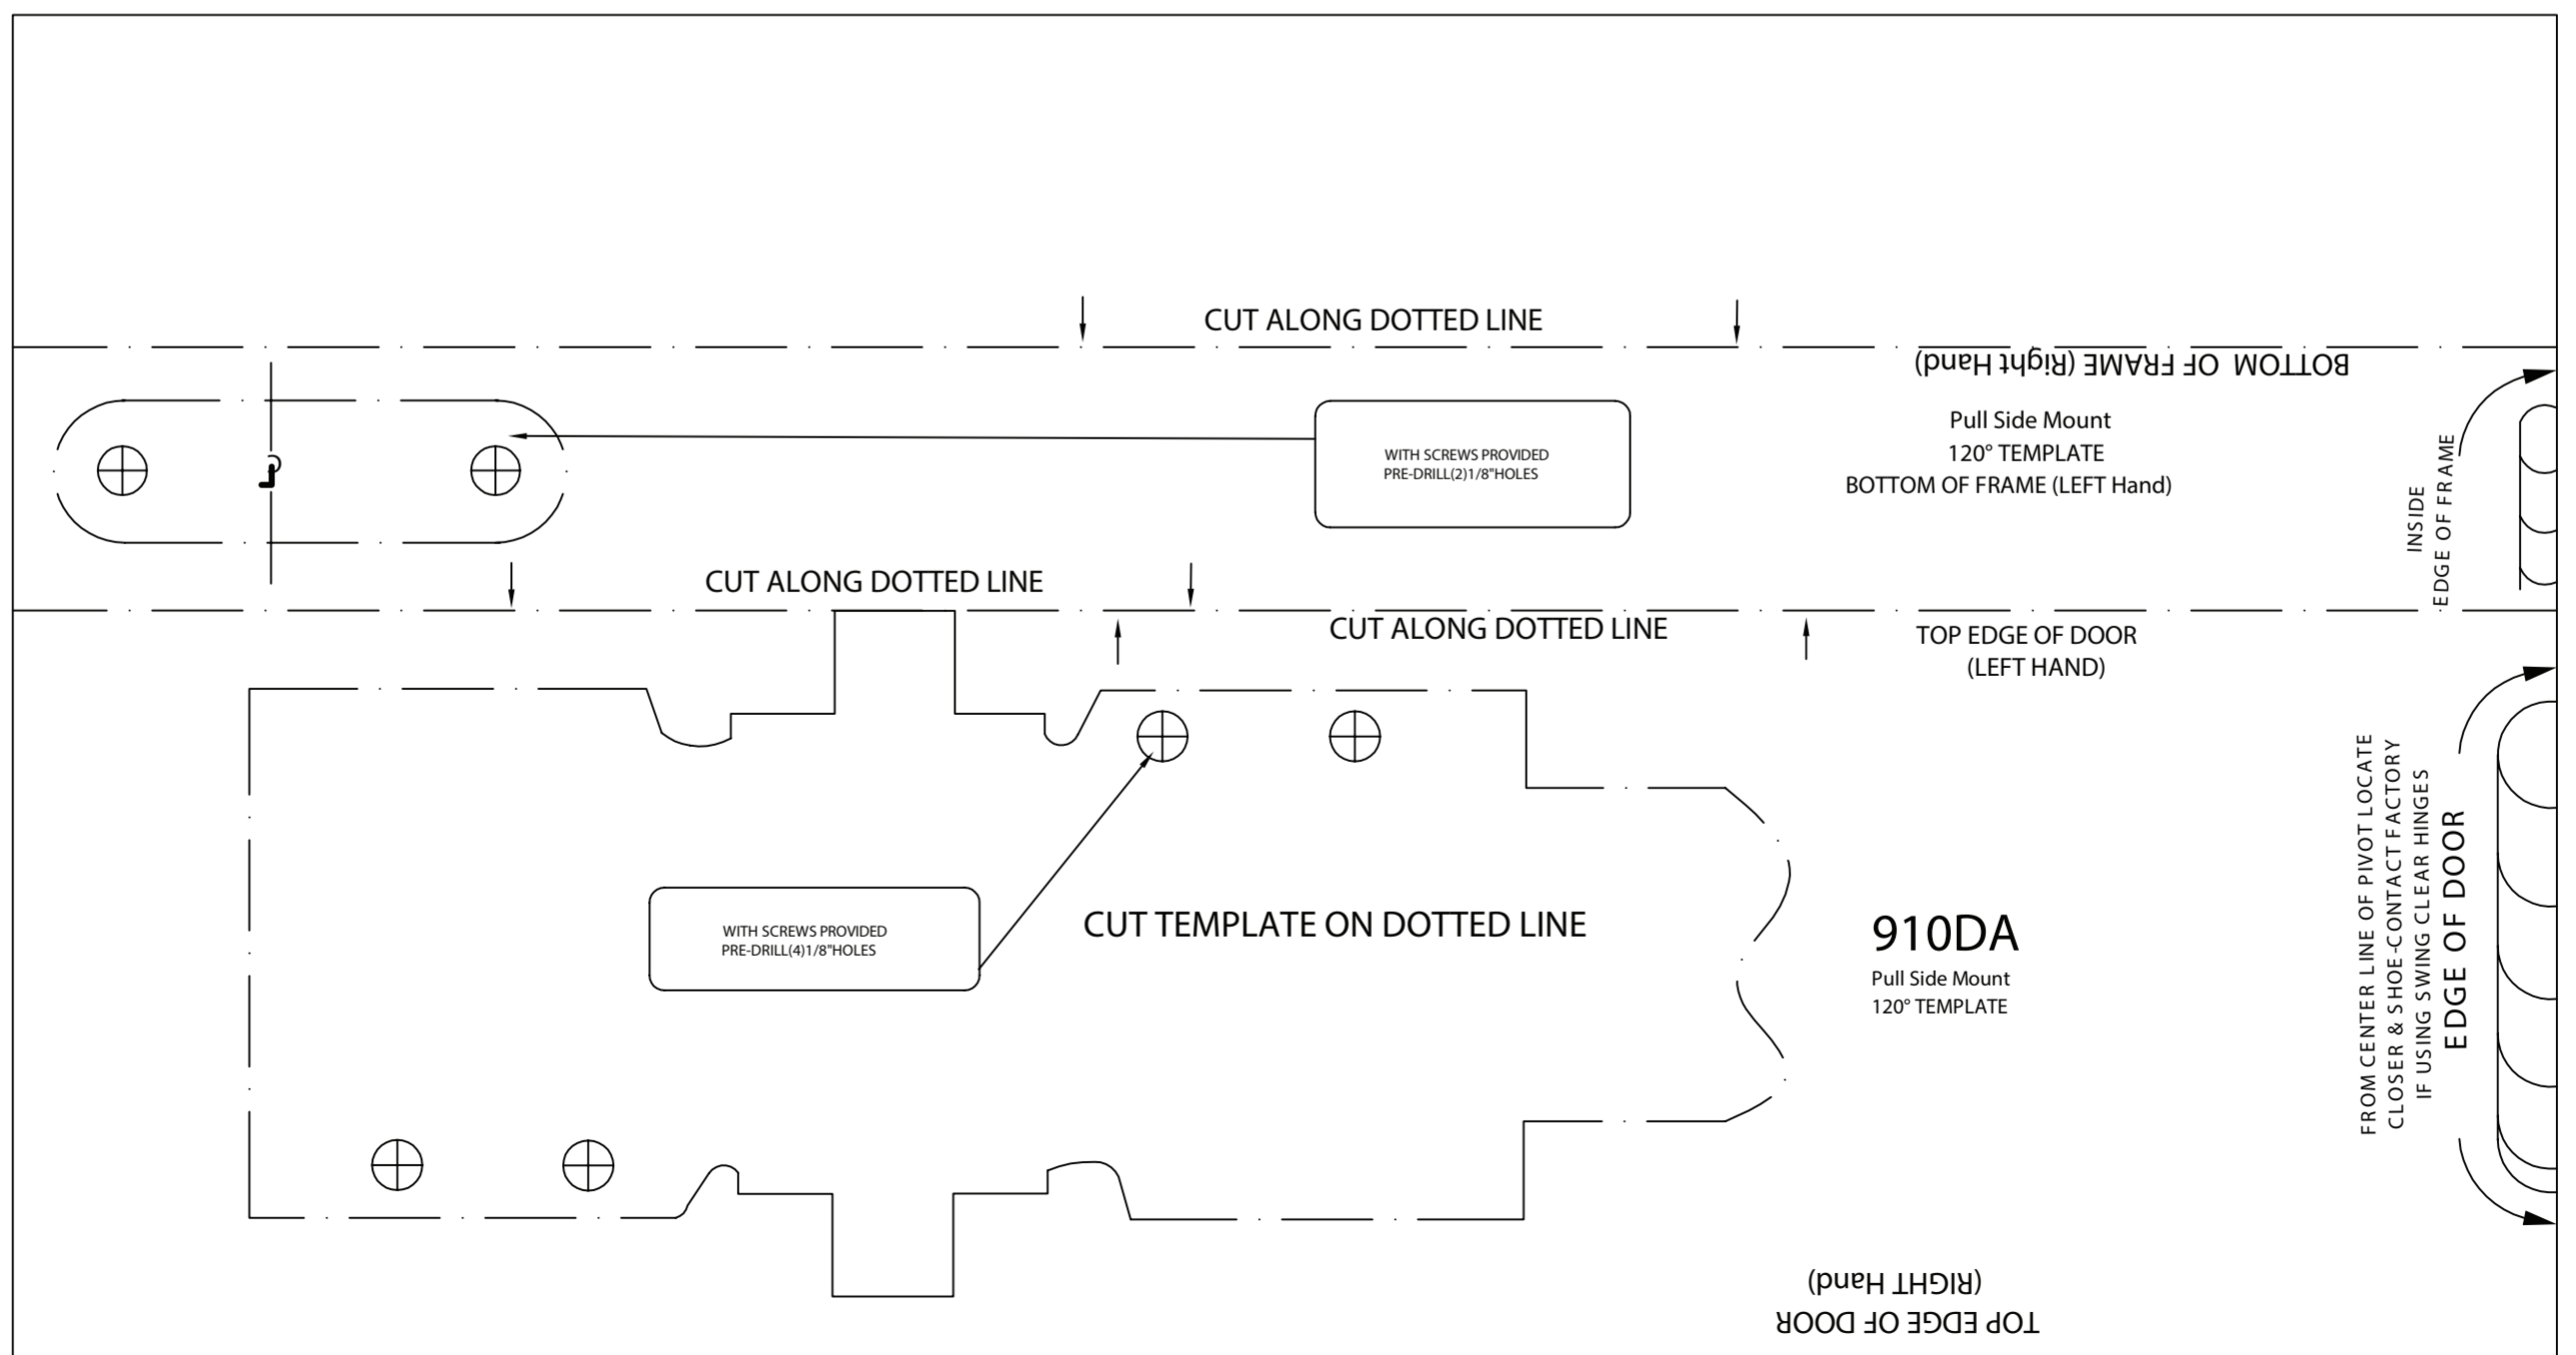 CUT ALONG DOTTED LINE
BOTTOM OF FRAME (Right Hand)
Pull Side Mount
120° TEMPLATE
BOTTOM OF FRAME (LEFT Hand)
WITH SCREWS PROVIDED
PRE-DRILL(2)1/8"HOLES
INSIDE
EDGE OF FRAME
CUT ALONG DOTTED LINE
CUT ALONG DOTTED LINE
TOP EDGE OF DOOR
(LEFT HAND)
WITH SCREWS PROVIDED
PRE-DRILL(4)1/8"HOLES
CUT TEMPLATE ON DOTTED LINE
910DA
Pull Side Mount
120° TEMPLATE
FROM CENTER LINE OF PIVOT LOCATE
CLOSER & SHOE-CONTACT FACTORY
IF USING SWING CLEAR HINGES
EDGE OF DOOR
TOP EDGE OF DOOR
(RIGHT Hand)